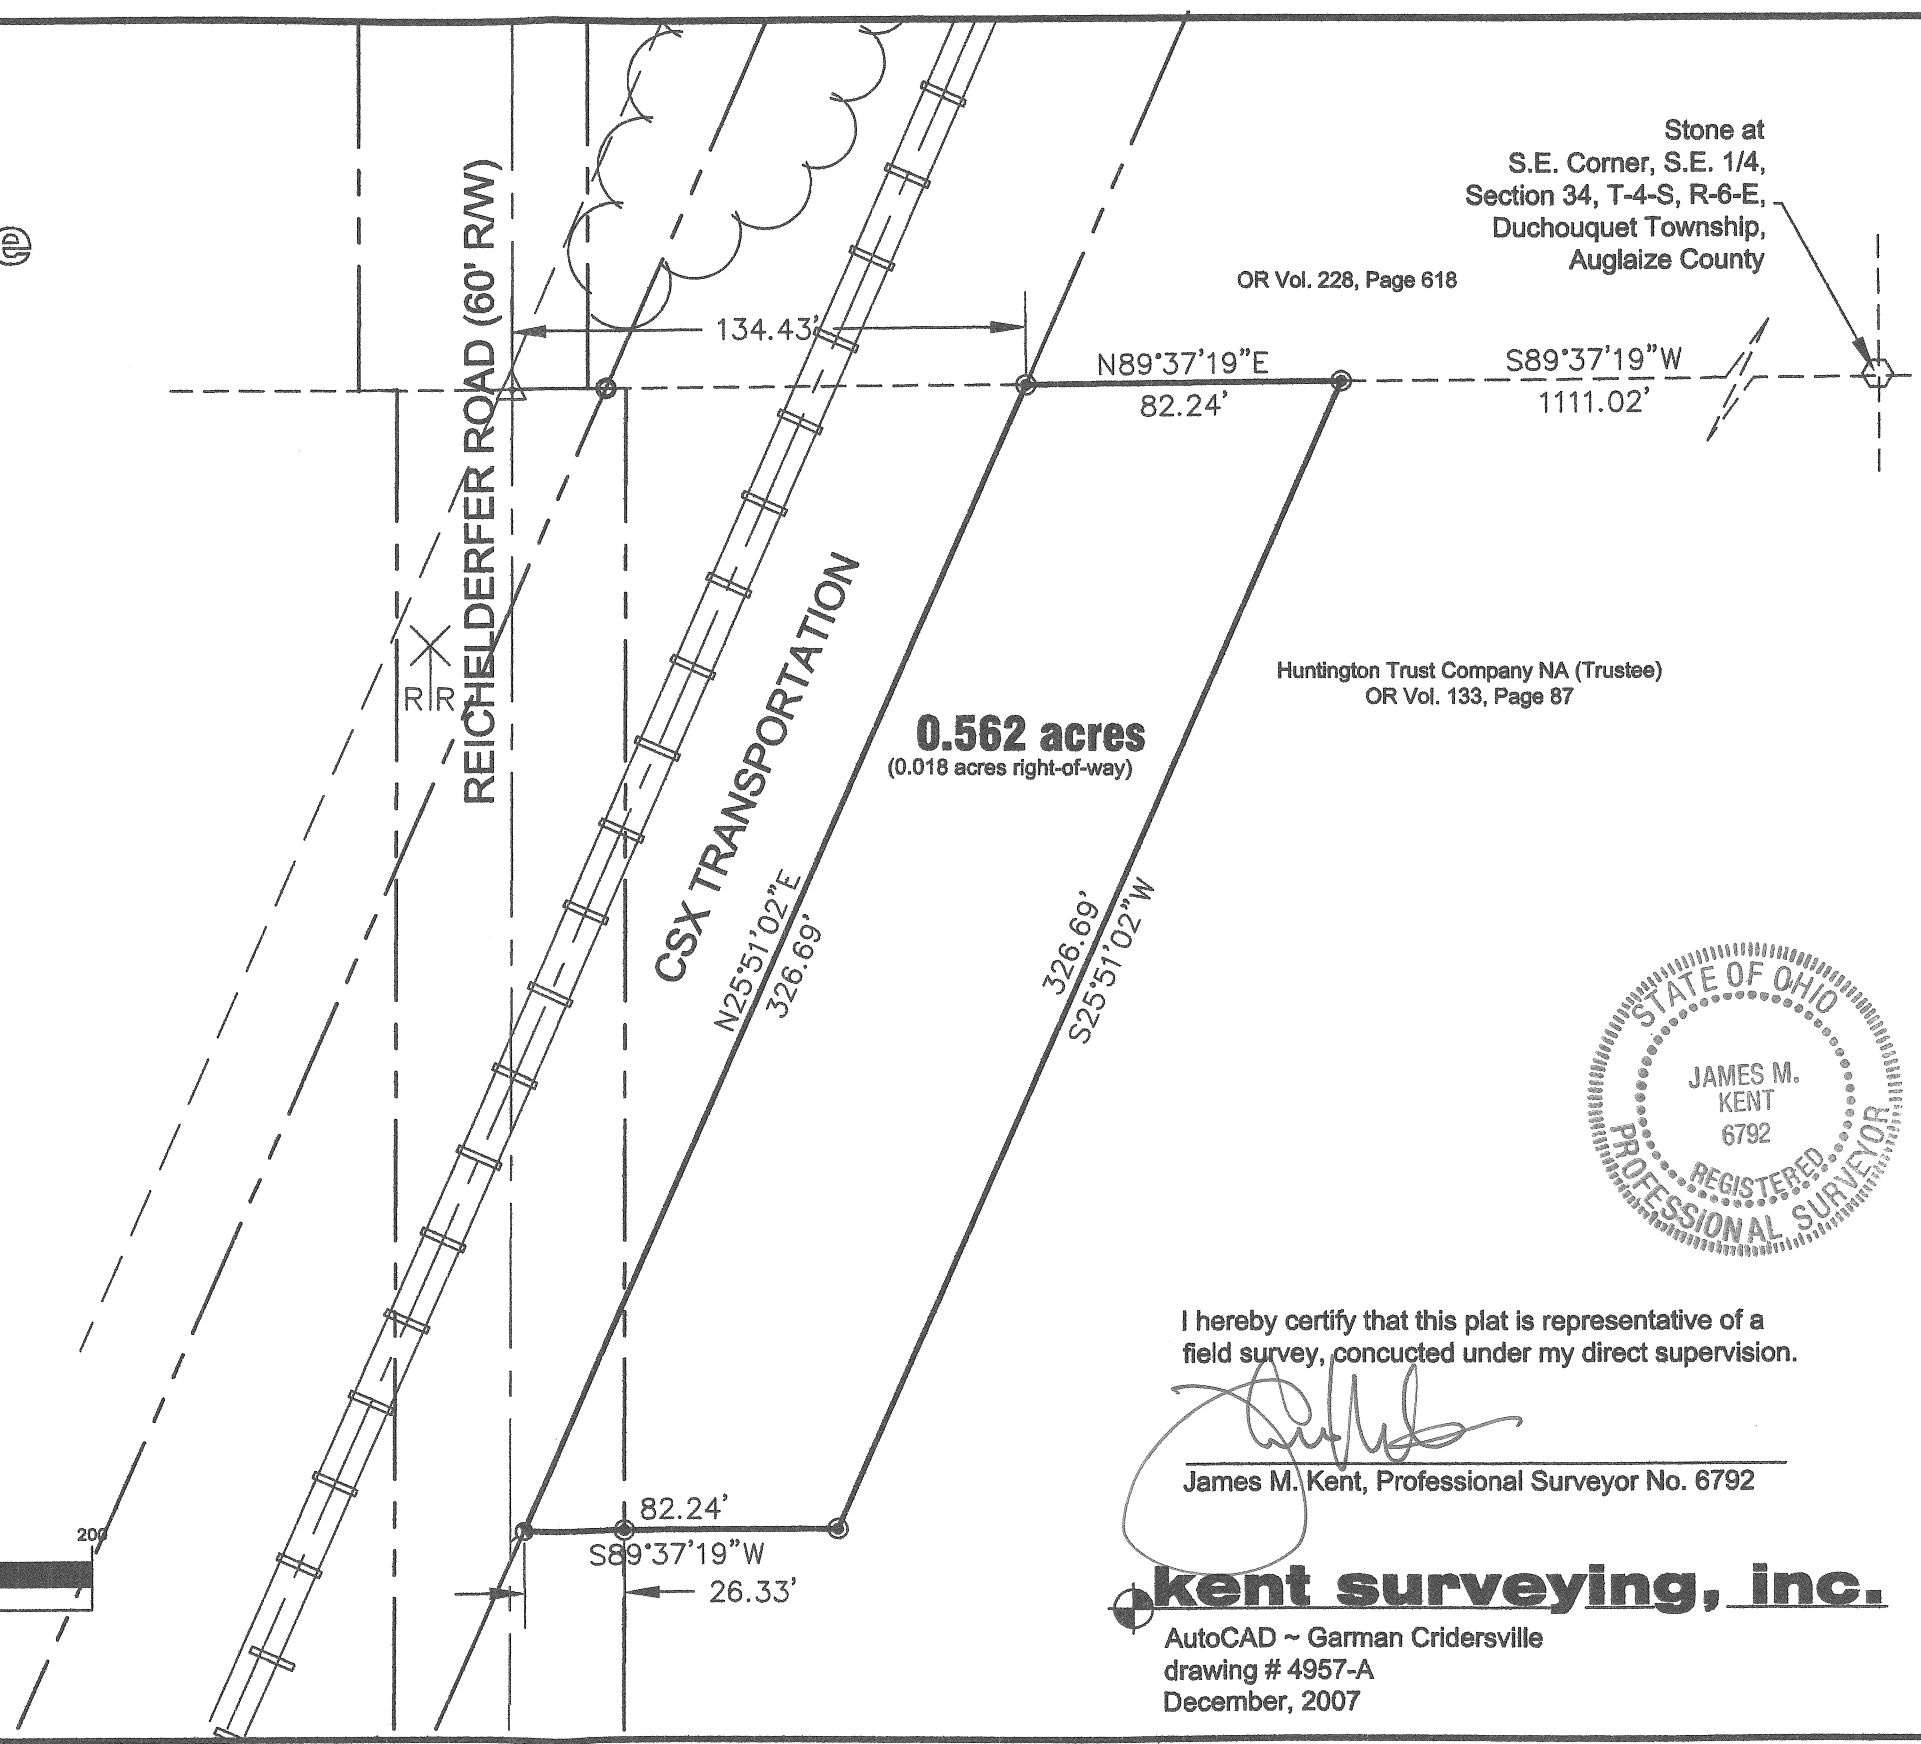 Stone at
S.E. Corner, S.E. 1/4,
Section 34, T-4-S, R-6-E,
Duchouquet Township,
Auglaize County
OR Vol. 228, Page 618
REICHELDERFER ROAD (60' R/W)
134.43'
N89°37'19"E
82.24'
S89°37'19"W
1111.02'
R R
CSX TRANSPORTATION
Huntington Trust Company NA (Trustee)
OR Vol. 133, Page 87
0.562 acres
(0.018 acres right-of-way)
N25°51'02"E
326.69'
326.69'
S25°51'02"W
STATE OF OHIO
JAMES M.
KENT
6792
REGISTERED
PROFESSIONAL SURVEYOR
I hereby certify that this plat is representative of a
field survey, concucted under my direct supervision.
James M. Kent, Professional Surveyor No. 6792
200
82.24'
S89°37'19"W
26.33'
kent surveying, inc.
AutoCAD ~ Garman Cridersville
drawing # 4957-A
December, 2007